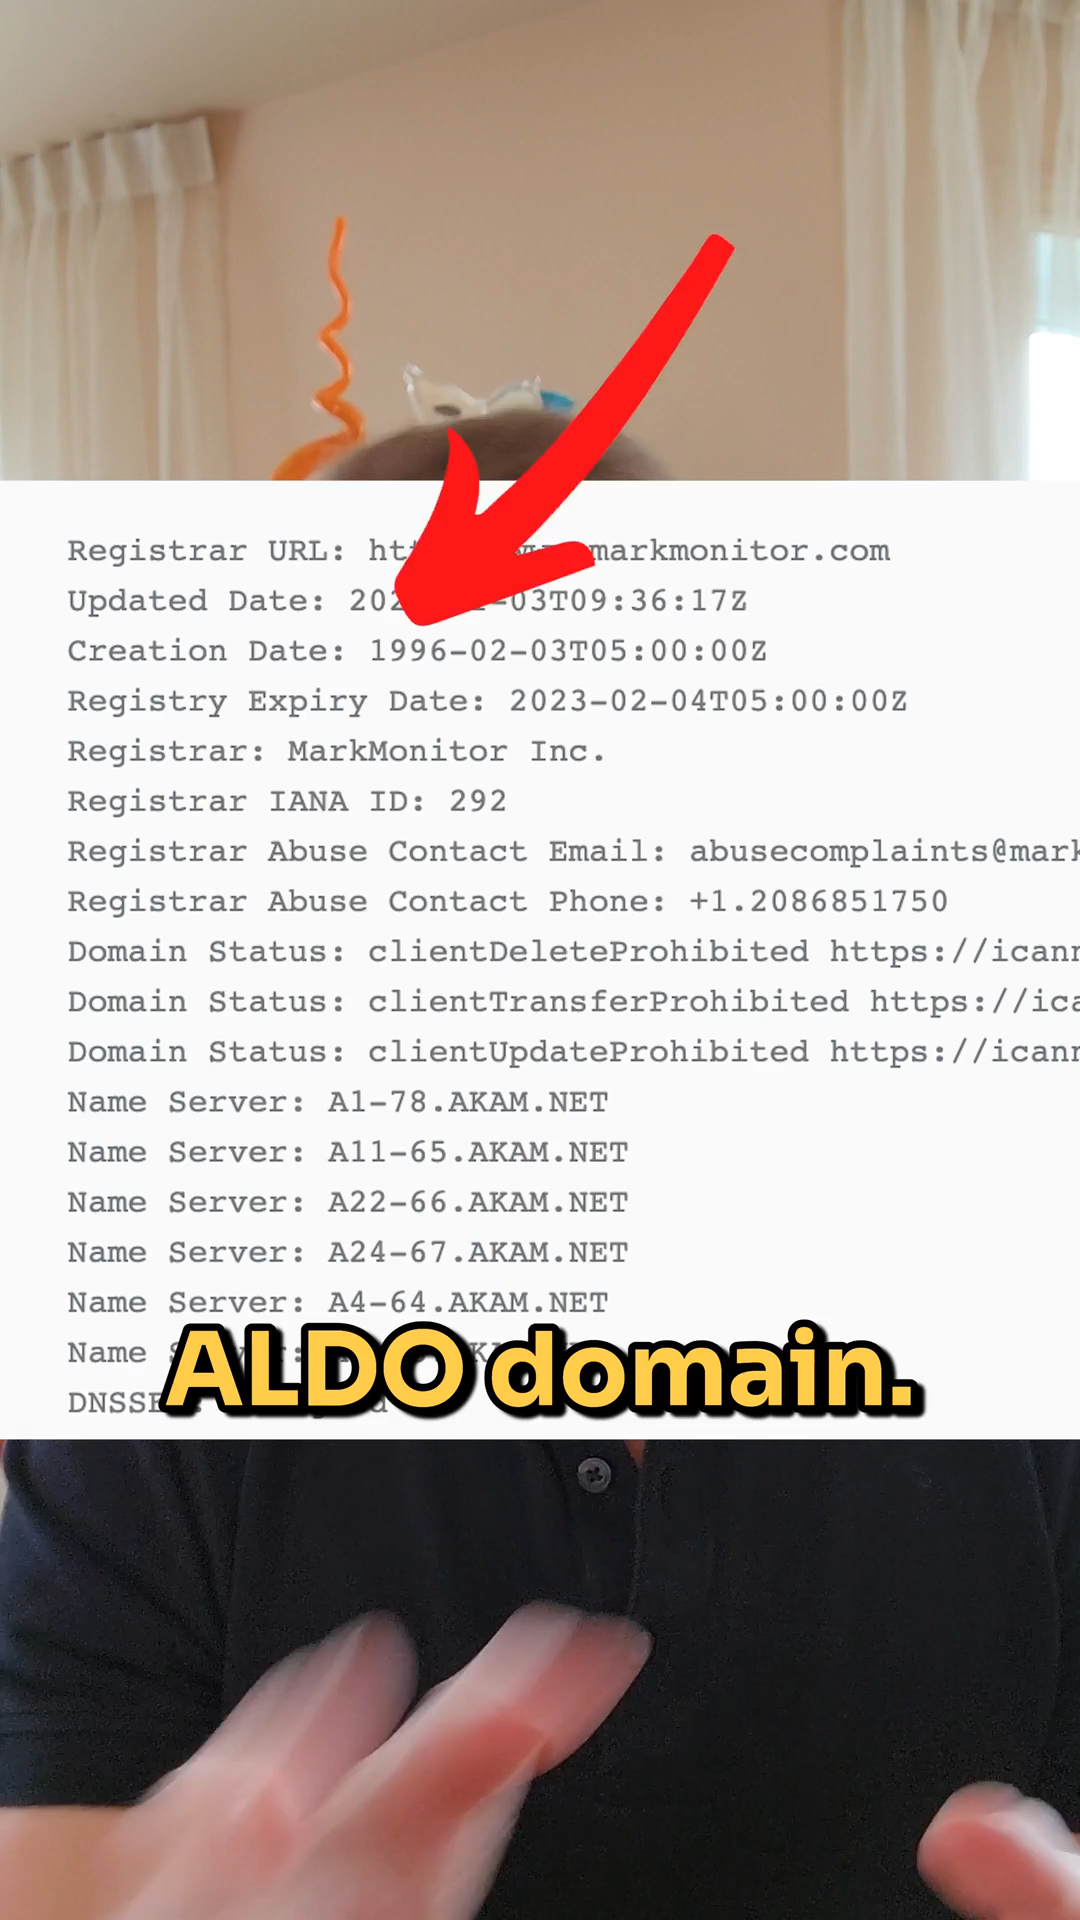 Registrar URL: markmonitor.com
Updated Date: 03T09:36:17Z
Creation Date: 1996-02-03T05:00:00Z
Registry Expiry Date: 2023-02-04T05:00:00Z
Registrar: MarkMonitor Inc.
Registrar IANA ID: 292
Registrar Abuse Contact Email: abusecomplaints@mark
Registrar Abuse Contact Phone: +1.2086851750
Domain Status: clientDeleteProhibited https://icann
Domain Status: clientTransferProhibited https://ica
Domain Status: clientUpdateProhibited https://icann
Name Server: A1-78.AKAM.NET
Name Server: A11-65.AKAM.NET
Name Server: A22-66.AKAM.NET
Name Server: A24-67.AKAM.NET
Name Server: A4-64.AKAM.NET
Name
ALDO domain.